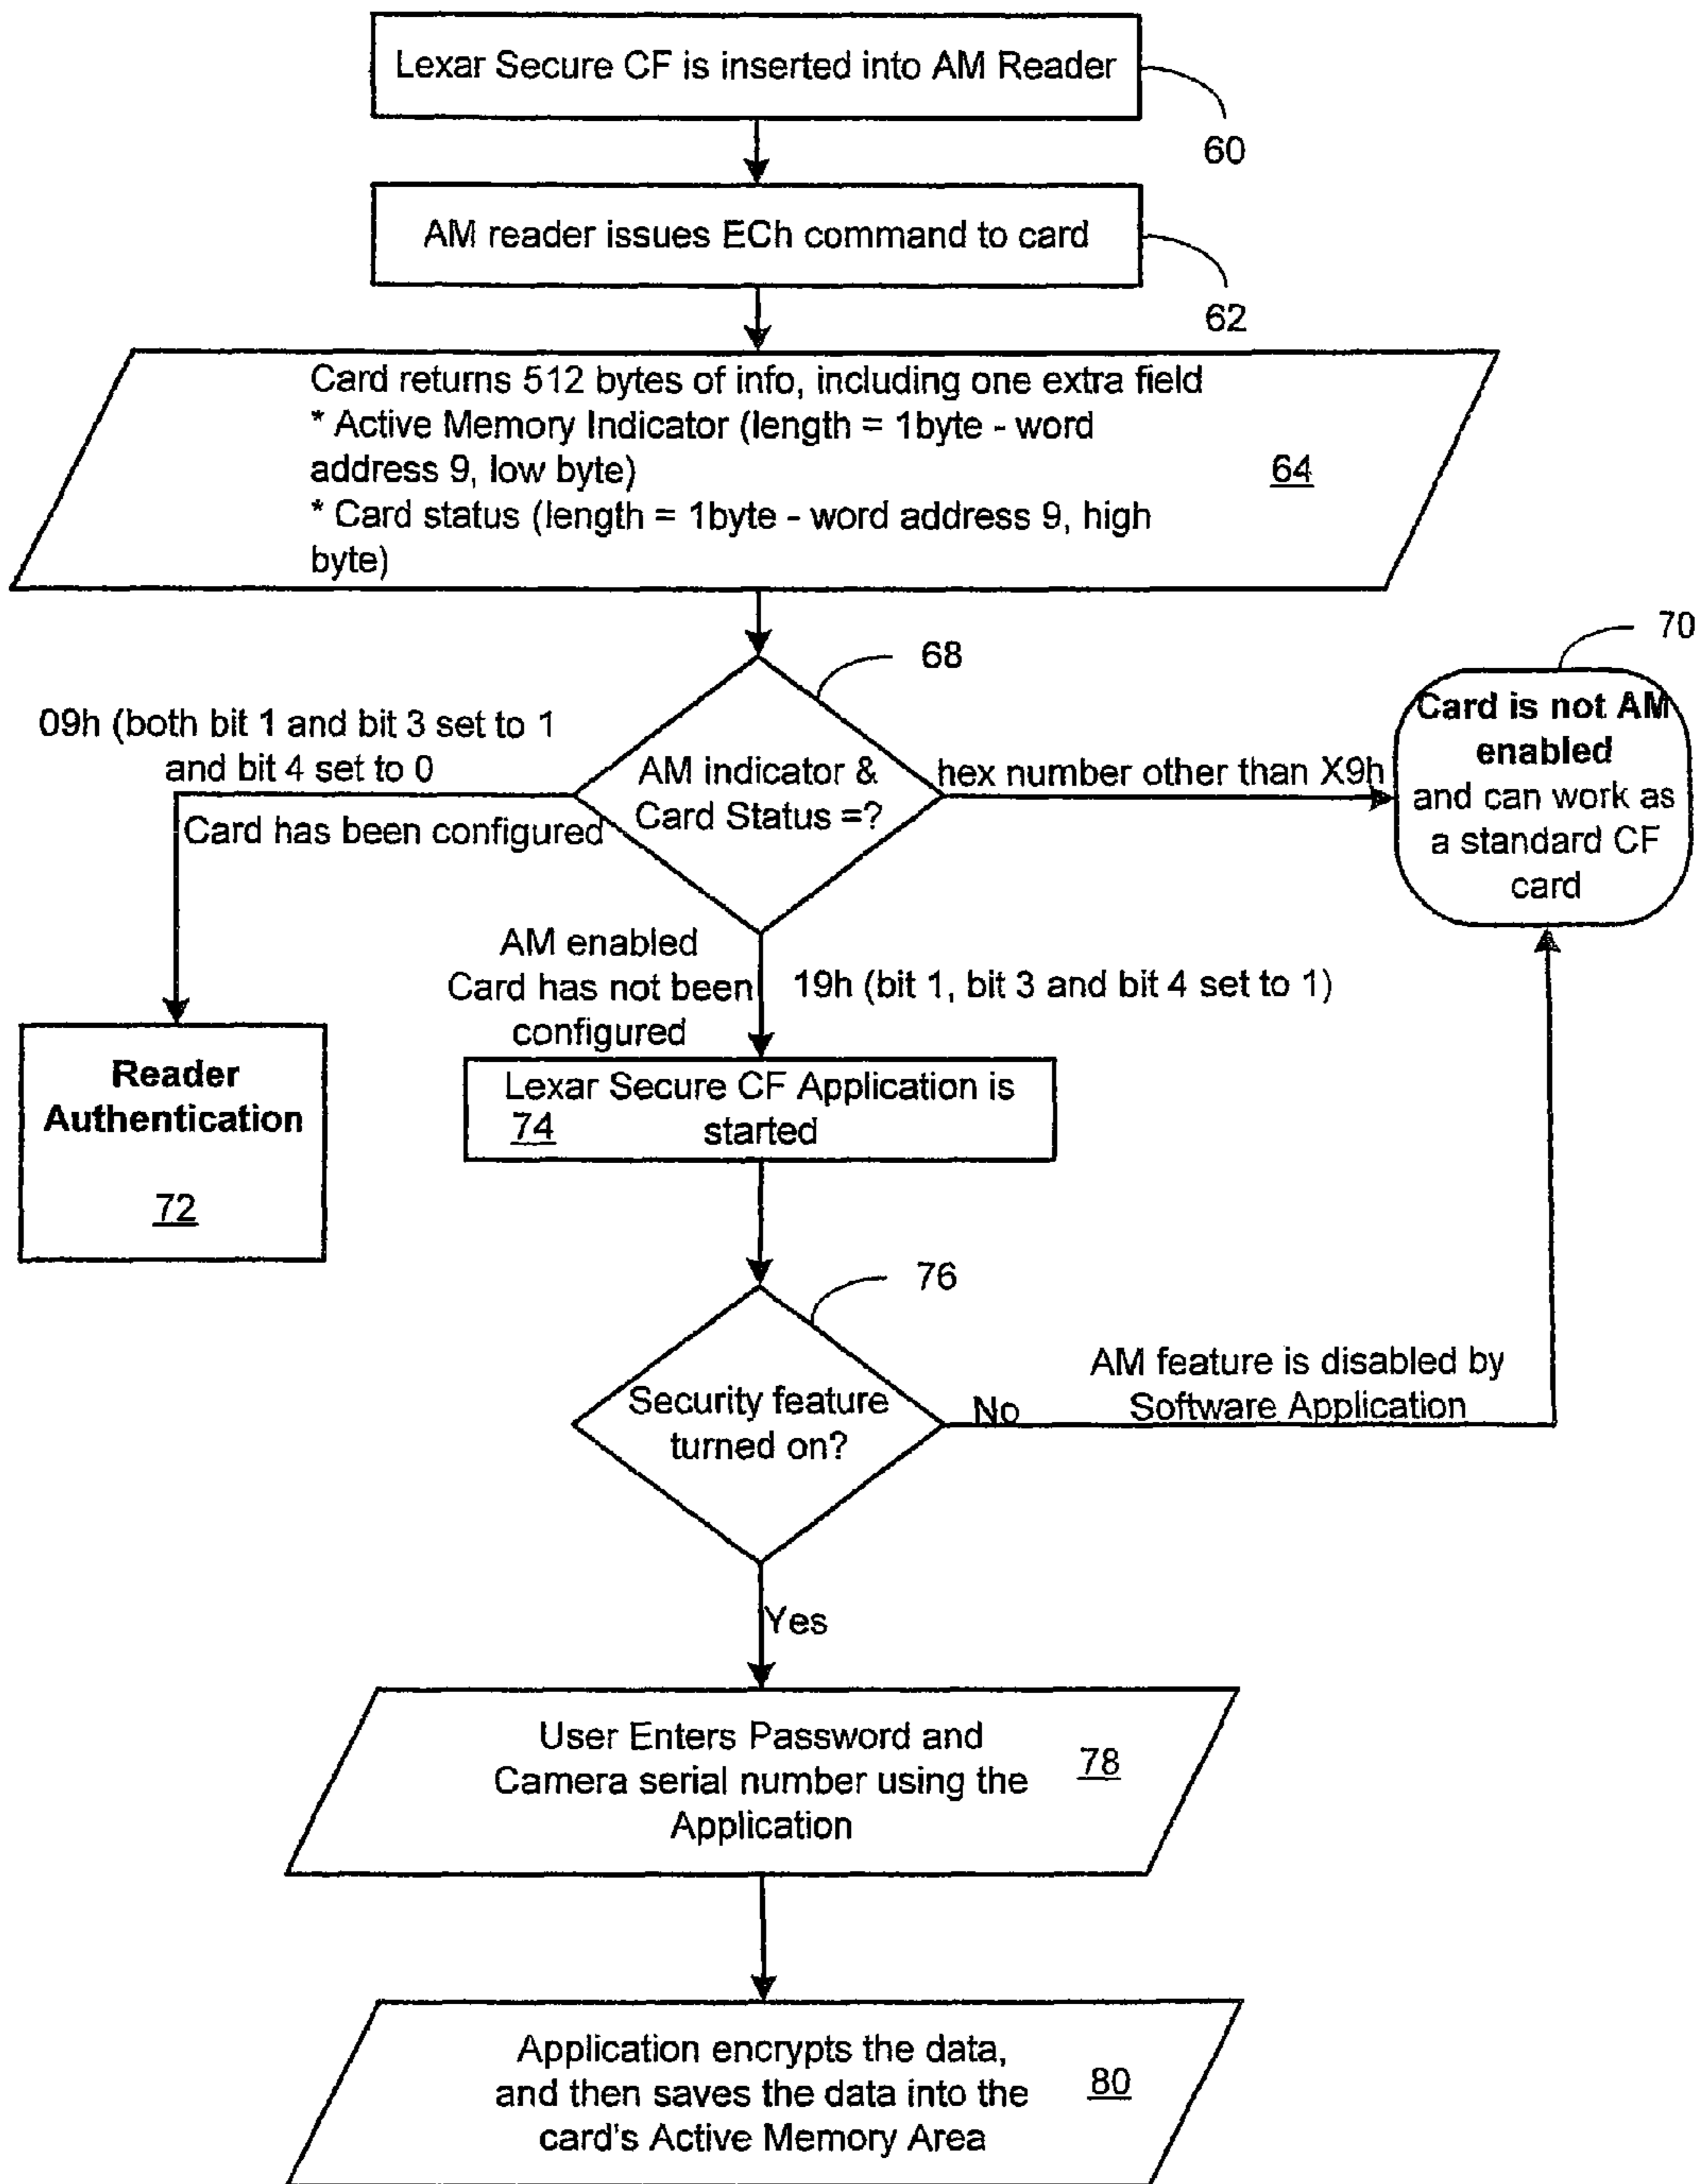 Lexar Secure CF is inserted into AM Reader
60
AM reader issues ECh command to card
62
Card returns 512 bytes of info, including one extra field
* Active Memory Indicator (length = 1byte - word
address 9, low byte)
64
* Card status (length = 1byte - word address 9, high
byte)
68
70
09h (both bit 1 and bit 3 set to 1
and bit 4 set to 0
Card has been configured
AM indicator &
Card Status =?
hex number other than X9h
Card is not AM
enabled
and can work as
a standard CF
card
AM enabled
Card has not been
configured
19h (bit 1, bit 3 and bit 4 set to 1)
Reader
Authentication
72
Lexar Secure CF Application is
74 started
76
Security feature
turned on?
No
AM feature is disabled by
Software Application
Yes
User Enters Password and
Camera serial number using the
Application
78
Application encrypts the data,
and then saves the data into the
card's Active Memory Area
80